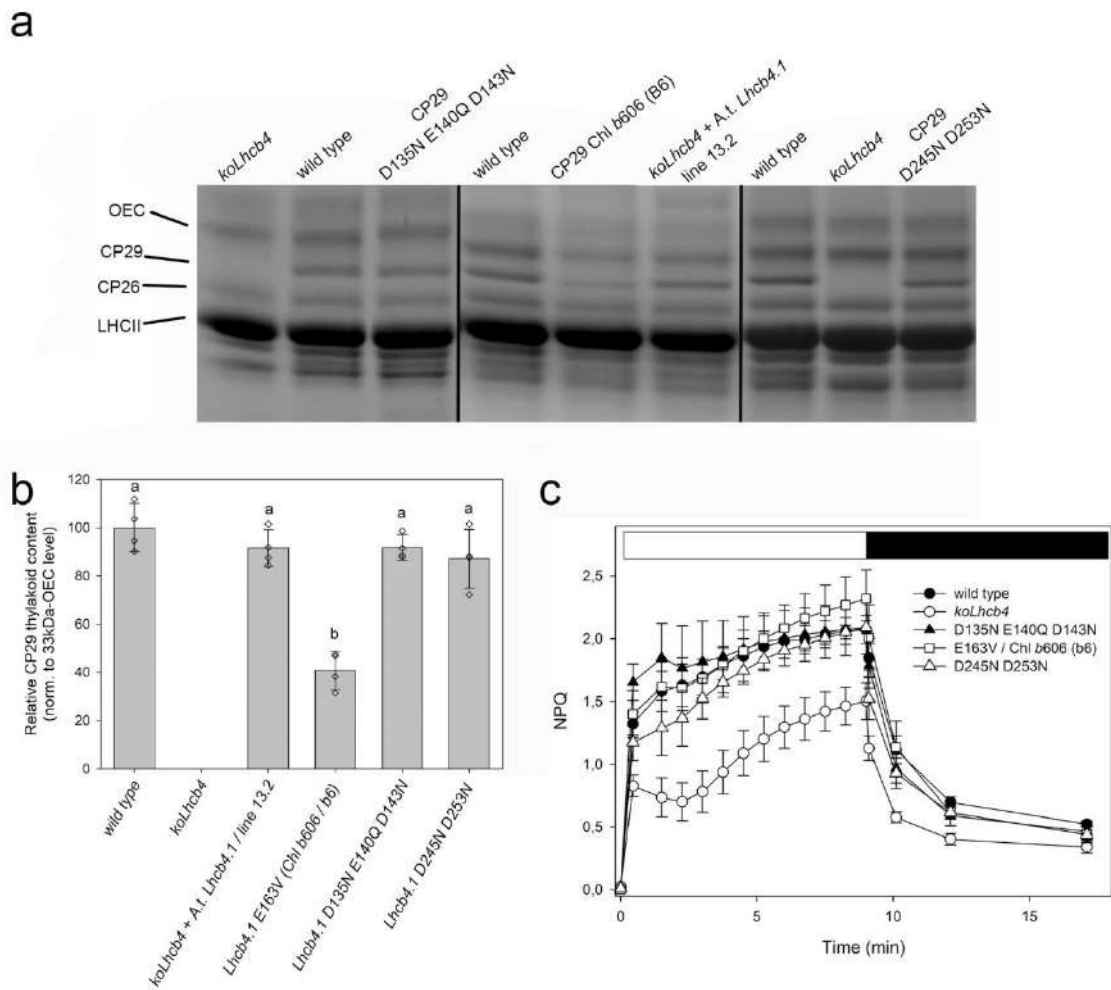 a
koLhcb4
wild type
CP29
D135N E140Q D143N
wild type
CP29 Chl b606 (B6)
koLhcb4 + A.t. Lhcb4.1
line 13.2
wild type
koLhcb4
CP29
D245N D253N
OEC
CP29
CP26
LHCII
b
Relative CP29 thylakoid content
(norm. to 33kDa-OEC level)
120
100
80
60
40
20
0
a
a
b
a
a
wild type
koLhcb4
koLhcb4 + A.t. Lhcb4.1 / line 13.2
Lhcb4.1 E163V (Chl b606 / b6)
Lhcb4.1 D135N E140Q D143N
Lhcb4.1 D245N D253N
c
NPQ
2,5
2,0
1,5
1,0
0,5
0,0
wild type
koLhcb4
D135N E140Q D143N
E163V / Chl b606 (b6)
D245N D253N
0
5
10
15
Time (min)